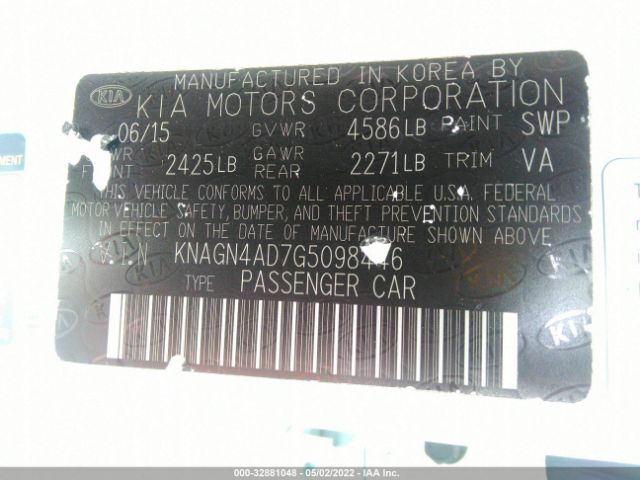 MANUFACTURED IN KOREA BY
KIA KIA MOTORS CORPORATION
06/15 GVWR 4586LB PAINT SWP
2425LB GAWR REAR 2271LB TRIM VA
THIS VEHICLE CONFORMS TO ALL APPLICABLE U.S.A. FEDERAL
MOTOR VEHICLE SAFETY, BUMPER, AND THEFT PREVENTION STANDARDS
IN EFFECT ON THE DATE OF MANUFACTURE SHOWN ABOVE
TYPE PASSENGER CAR
000-32881048 - 05/02/2022 - IAA Inc.